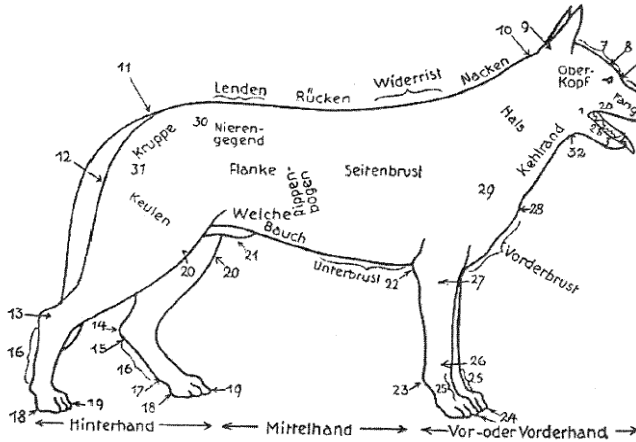 10
9
7
8
11
Lenden
Rücken
Widerrist
Nacken
Ober-
Kopf
Fang
30
Nieren-
gegend
Hals
Kehlrand
32
12
Kruppe
31
Flanke
Rippen-
bogen
Seitenbrust
29
28
Keulen
Weiche
Bauch
20
20
21
Unterbrust
22
27
Vorderbrust
13
14
15
16
16
17
18
19
18
19
23
26
25
25
24
Hinterhand
Mittelhand
Vor-oder Vorderhand